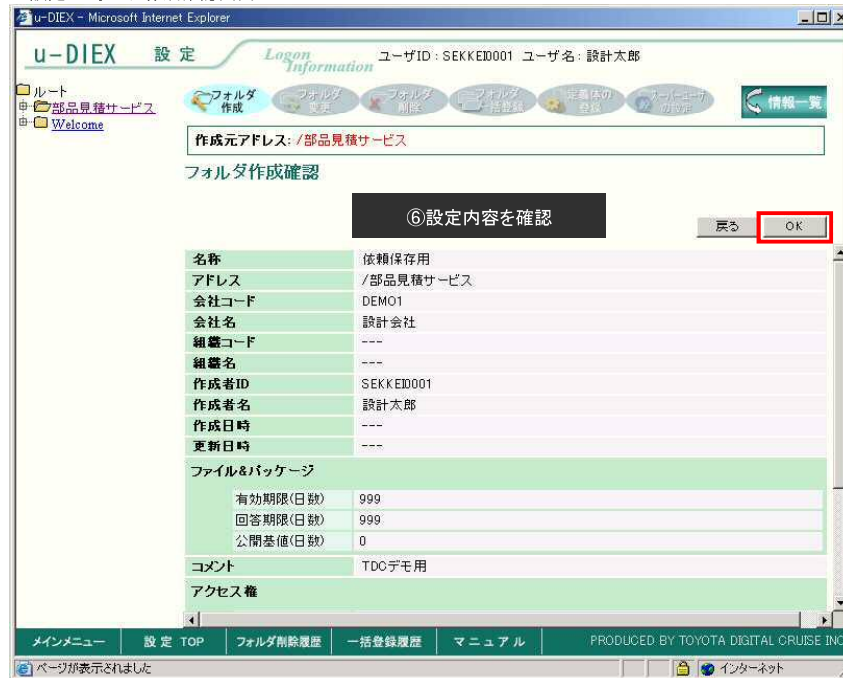 u-DIEX - Microsoft Internet Explorer
u-DIEX 設定 Logon Information ユーザID：SEKKEI0001 ユーザ名：設計太郎
ルート
部品見積サービス
Welcome
フォルダ作成 フォルダ変更 フォルダ削除 フォルダ一括登録 定義体の登録 スーパーユーザの設定 情報一覧
作成元アドレス: /部品見積サービス
フォルダ作成確認
⑥設定内容を確認
戻る OK
名称 依頼保存用
アドレス /部品見積サービス
会社コード DEMO1
会社名 設計会社
組織コード ---
組織名 ---
作成者ID SEKKEI0001
作成者名 設計太郎
作成日時 ---
更新日時 ---
ファイル&パッケージ
有効期限(日数) 999
回答期限(日数) 999
公開基値(日数) 0
コメント TDCデモ用
アクセス権
メインメニュー 設定 TOP フォルダ削除履歴 一括登録履歴 マニュアル PRODUCED BY TOYOTA DIGITAL CRUISE INC
ページが表示されました インターネット